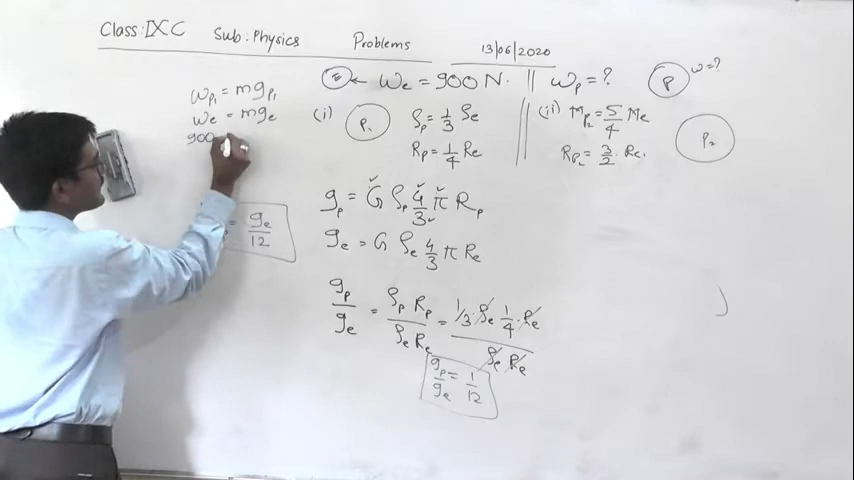 Class: IX C Sub: Physics Problems 13/06/2020
E ← We = 900 N. || Wp = ? P w=?
Wp₁ = mgp₁
We = mge
900
(i) P₁ ρp = 1/3 ρe
Rp = 1/4 Re
(ii) Mp₂ = 5/4 Me P₂
Rp₂ = 3/2 · Re.
gp = G ρp 4/3 π Rp
ge = G ρe 4/3 π Re
= ge/12
gp/ge = ρp Rp / ρe Re = 1/3 · ρe 1/4 · Re / ρe Re
gp/ge = 1/12